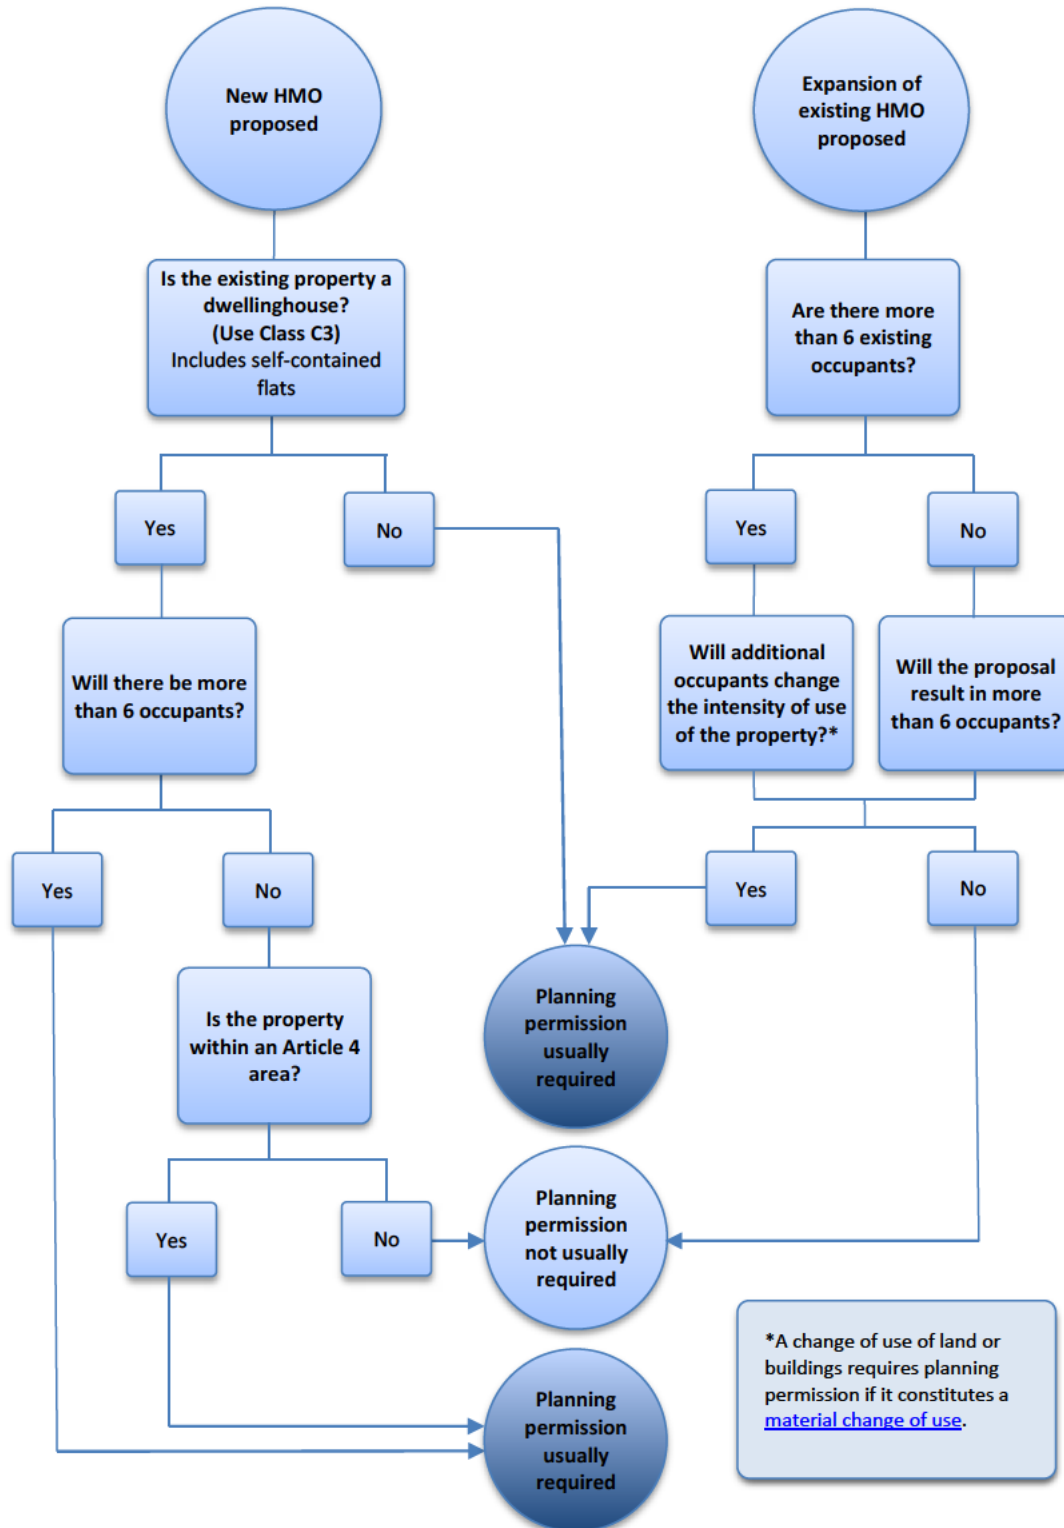 New HMO
proposed
Expansion of
existing HMO
proposed
Is the existing property a
dwellinghouse?
(Use Class C3)
Includes self-contained
flats
Are there more
than 6 existing
occupants?
Yes
No
Yes
No
Will there be more
than 6 occupants?
Will additional
occupants change
the intensity of use
of the property?*
Will the proposal
result in more
than 6 occupants?
Yes
No
Yes
No
Is the property
within an Article 4
area?
Planning
permission
usually
required
Yes
No
Planning
permission
not usually
required
*A change of use of land or
buildings requires planning
permission if it constitutes a
material change of use.
Planning
permission
usually
required